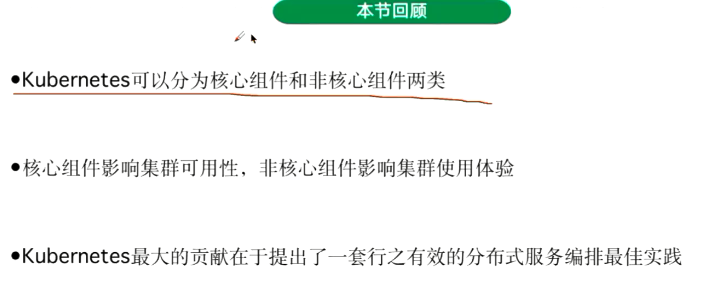 本节回顾
•Kubernetes可以分为核心组件和非核心组件两类
•核心组件影响集群可用性，非核心组件影响集群使用体验
•Kubernetes最大的贡献在于提出了一套行之有效的分布式服务编排最佳实践